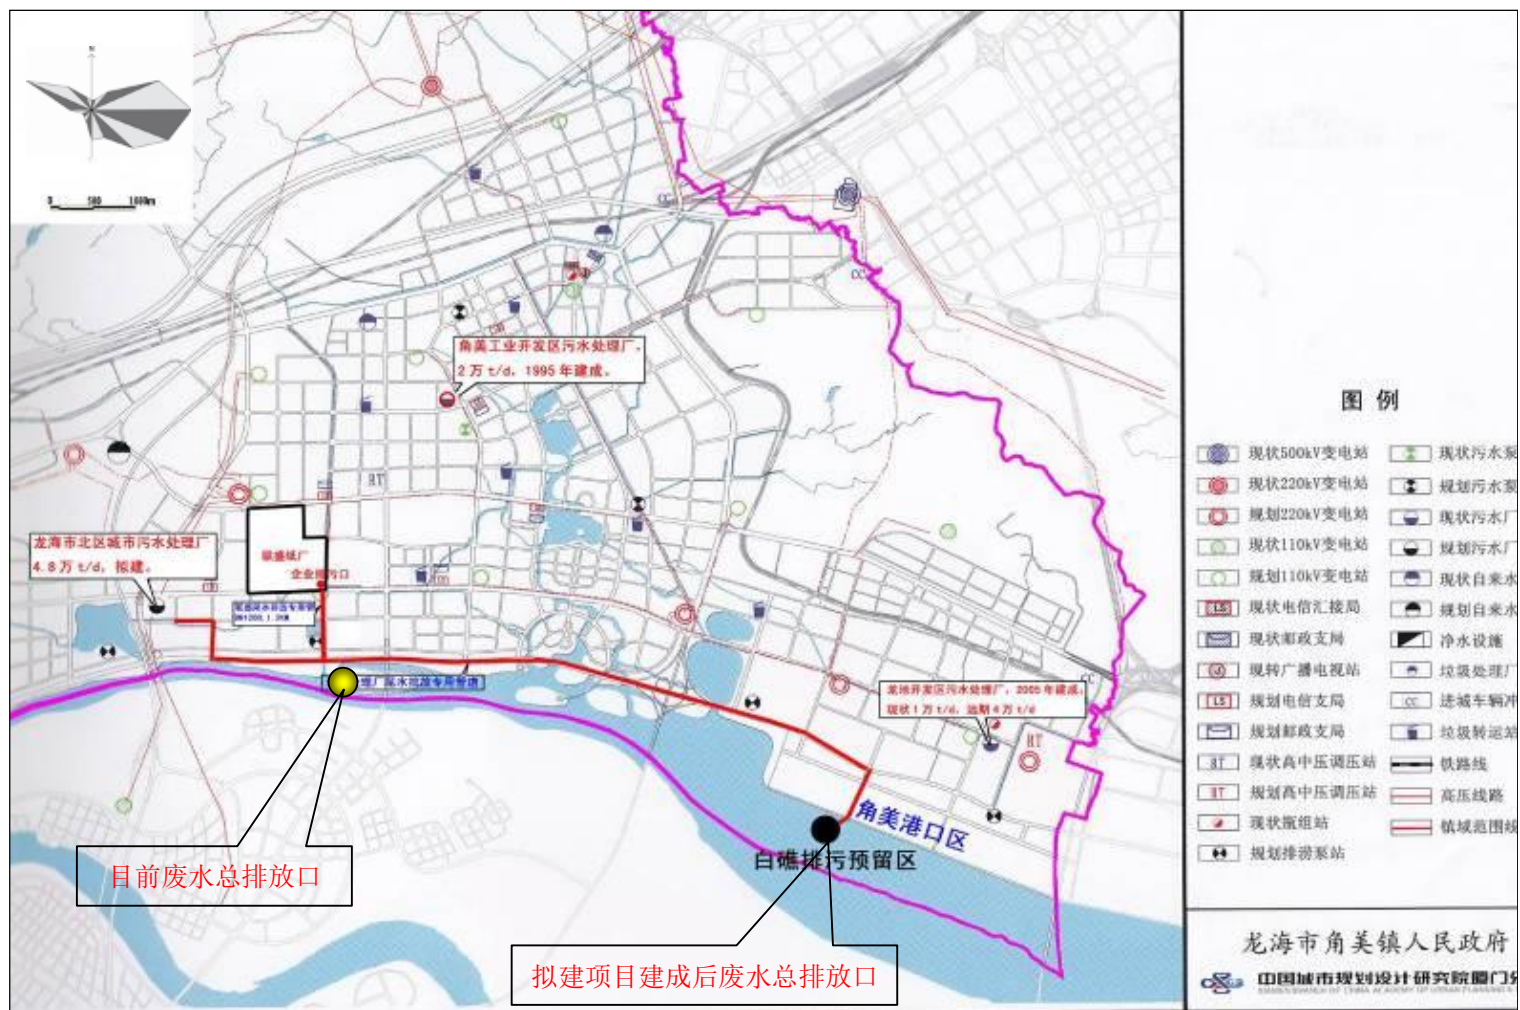 N
0 500 1000m
CC
CC
角美工业开发区污水处理厂，
2万 t/d，1995年建成。
RT
龙海市北区城市污水处理厂
4.8万 t/d，拟建。
企业排污口
龙池开发区污水处理厂，2005年建成，
现状1万 t/d，远期4万 t/d
CC
RT
角美港口区
白礁排污预留区
目前废水总排放口
拟建项目建成后废水总排放口
图 例
现状500kV变电站
现状污水泵
现状220kV变电站
规划污水泵
规划220kV变电站
现状污水厂
现状110kV变电站
规划污水厂
规划110kV变电站
现状自来水
LS 现状电信汇接局
规划自来水
现状邮政支局
净水设施
现转广播电视站
垃圾处理厂
LS 规划电信支局
CC 进城车辆冲
规划邮政支局
垃圾转运站
RT 现状高中压调压站
铁路线
RT 规划高中压调压站
高压线路
现状瓶组站
镇域范围线
规划排涝泵站
龙海市角美镇人民政府
中国城市规划设计研究院厦门分